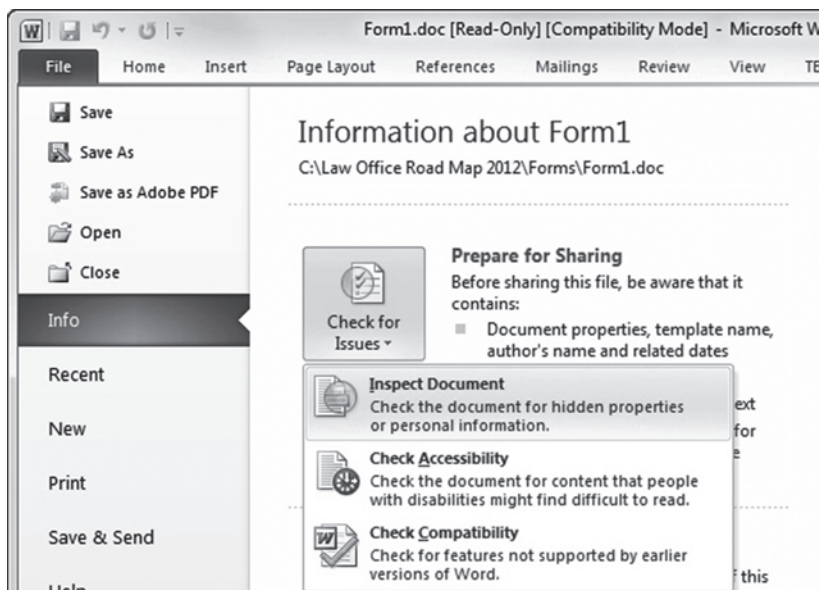 Form1.doc [Read-Only] [Compatibility Mode] - Microsoft W
File Home Insert Page Layout References Mailings Review View TE
Save
Save As
Save as Adobe PDF
Open
Close
Info
Recent
New
Print
Save & Send
Help
Information about Form1
C:\Law Office Road Map 2012\Forms\Form1.doc
Check for
Issues
Prepare for Sharing
Before sharing this file, be aware that it
contains:
Document properties, template name,
author's name and related dates
ext
for
Inspect Document
Check the document for hidden properties
or personal information.
Check Accessibility
Check the document for content that people
with disabilities might find difficult to read.
Check Compatibility
Check for features not supported by earlier
versions of Word.
this